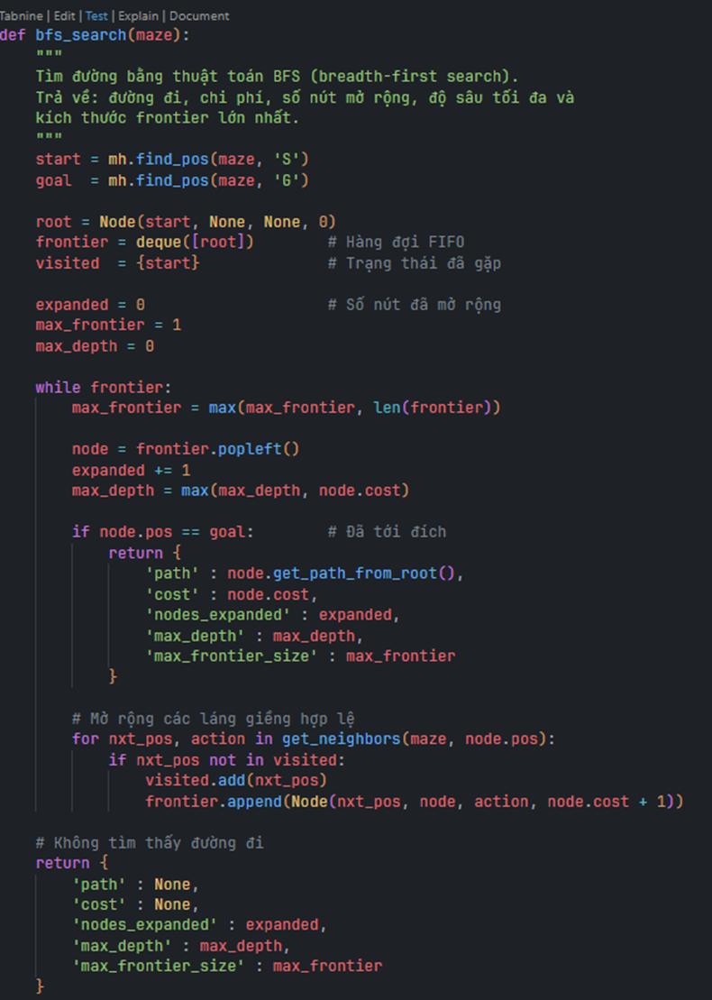 Tabnine | Edit | Test | Explain | Document
def bfs_search(maze):
    """
    Tìm đường bằng thuật toán BFS (breadth-first search).
    Trả về: đường đi, chi phí, số nút mở rộng, độ sâu tối đa và
    kích thước frontier lớn nhất.
    """
    start = mh.find_pos(maze, 'S')
    goal  = mh.find_pos(maze, 'G')

    root = Node(start, None, None, 0)
    frontier = deque([root])        # Hàng đợi FIFO
    visited  = {start}              # Trạng thái đã gặp

    expanded = 0                    # Số nút đã mở rộng
    max_frontier = 1
    max_depth = 0

    while frontier:
        max_frontier = max(max_frontier, len(frontier))

        node = frontier.popleft()
        expanded += 1
        max_depth = max(max_depth, node.cost)

        if node.pos == goal:        # Đã tới đích
            return {
                'path' : node.get_path_from_root(),
                'cost' : node.cost,
                'nodes_expanded' : expanded,
                'max_depth' : max_depth,
                'max_frontier_size' : max_frontier
            }

        # Mở rộng các láng giềng hợp lệ
        for nxt_pos, action in get_neighbors(maze, node.pos):
            if nxt_pos not in visited:
                visited.add(nxt_pos)
                frontier.append(Node(nxt_pos, node, action, node.cost + 1))

    # Không tìm thấy đường đi
    return {
        'path' : None,
        'cost' : None,
        'nodes_expanded' : expanded,
        'max_depth' : max_depth,
        'max_frontier_size' : max_frontier
    }